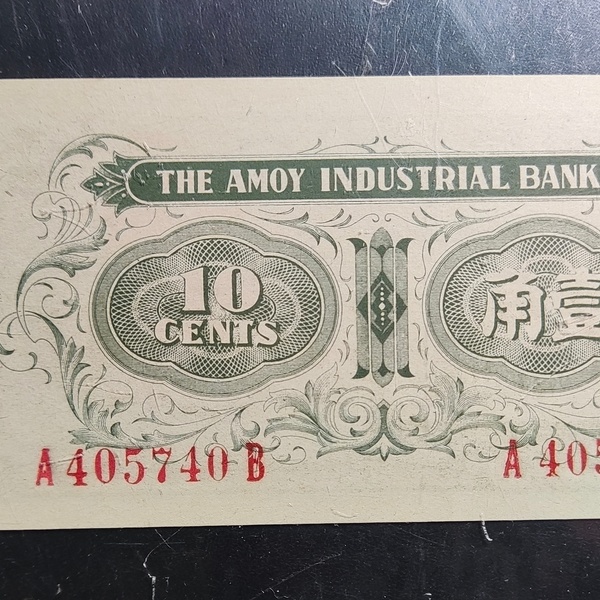 THE AMOY INDUSTRIAL BANK
10
CENTS
角壹
A405740B
A 405